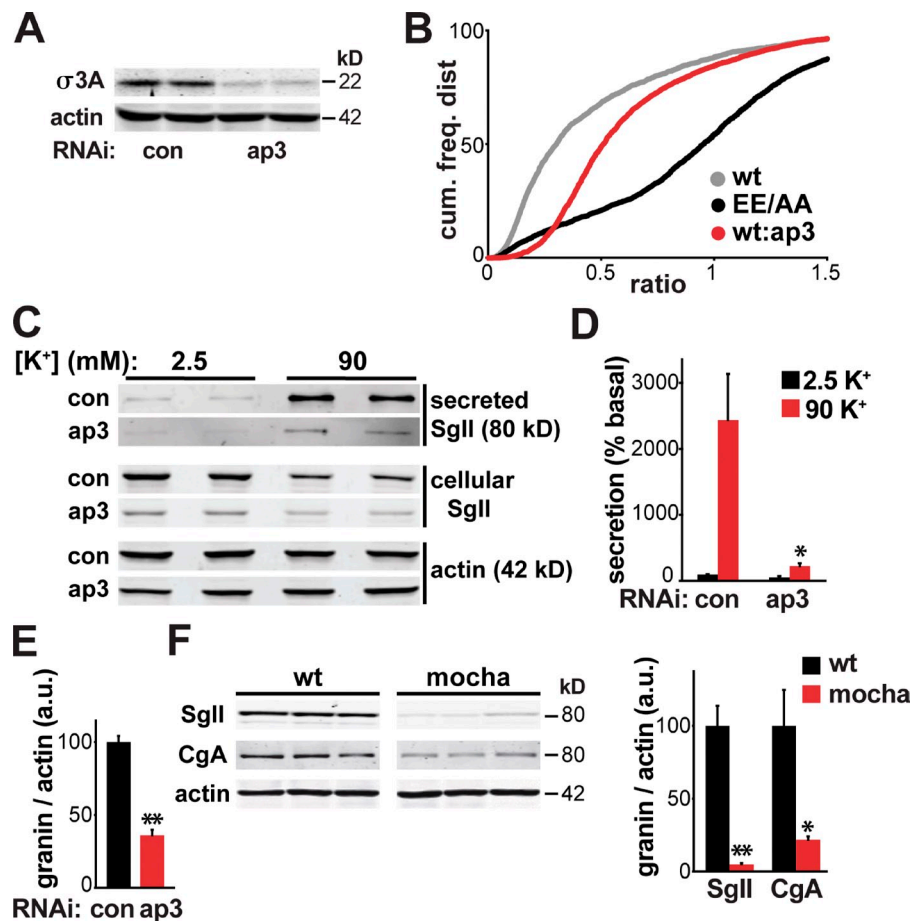 A
kD
σ3A
22
actin
42
RNAi: con ap3
B
cum. freq. dist
100
50
0
0 0.5 1 1.5
ratio
wt
EE/AA
wt:ap3
C
[K⁺] (mM): 2.5 90
con
ap3
secreted
SgII (80 kD)
con
ap3
cellular
SgII
con
ap3
actin (42 kD)
D
secretion (% basal)
3000
2000
1000
0
2.5 K⁺
90 K⁺
*
RNAi: con ap3
E
granin / actin (a.u.)
100
50
0
**
RNAi: con ap3
F
wt mocha
kD
SgII
80
CgA
80
actin
42
granin / actin (a.u.)
100
50
0
wt
mocha
**
*
SgII CgA